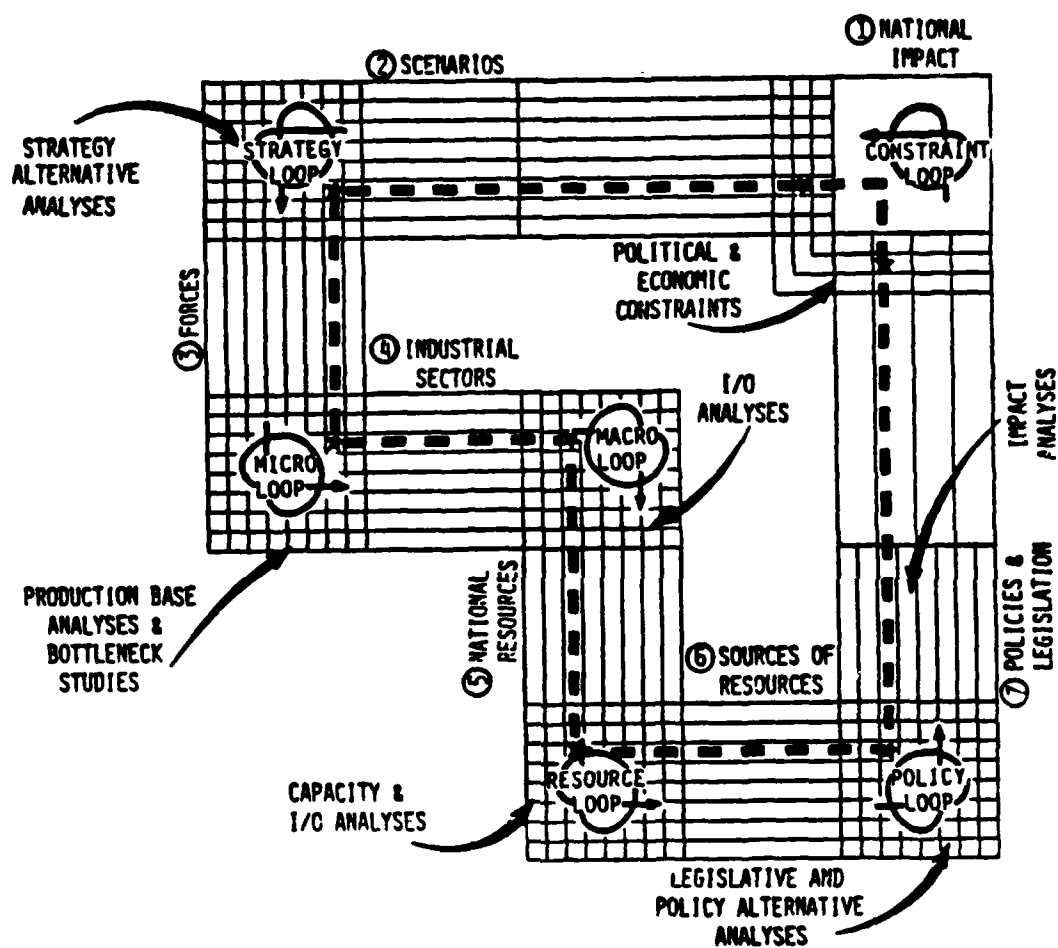 ① NATIONAL
IMPACT
② SCENARIOS
STRATEGY
ALTERNATIVE
ANALYSES
STRATEGY
LOOP
CONSTRAINT
LOOP
POLITICAL &
ECONOMIC
CONSTRAINTS
③ FORCES
④ INDUSTRIAL
SECTORS
I/O
ANALYSES
IMPACT
ANALYSES
MICRO
LOOP
MACRO
LOOP
PRODUCTION BASE
ANALYSES &
BOTTLENECK
STUDIES
⑤ NATIONAL
RESOURCES
⑥ SOURCES OF
RESOURCES
⑦ POLICIES &
LEGISLATION
RESOURCE
LOOP
POLICY
LOOP
CAPACITY &
I/O ANALYSES
LEGISLATIVE AND
POLICY ALTERNATIVE
ANALYSES